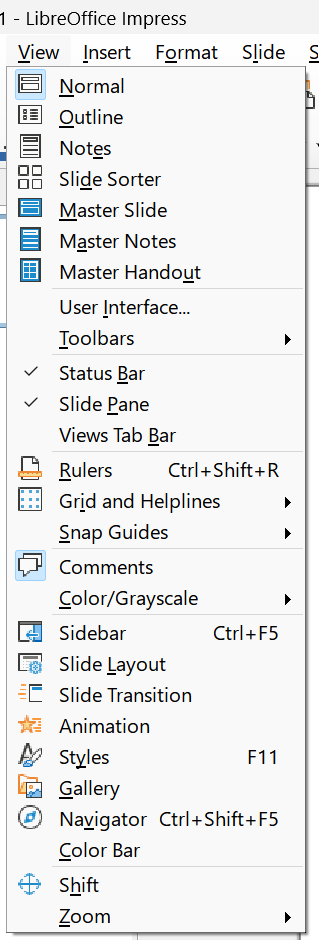 1 - LibreOffice Impress
View Insert Format Slide S
Normal
Outline
Notes
Slide Sorter
Master Slide
Master Notes
Master Handout
User Interface...
Toolbars
Status Bar
Slide Pane
Views Tab Bar
Rulers Ctrl+Shift+R
Grid and Helplines
Snap Guides
Comments
Color/Grayscale
Sidebar Ctrl+F5
Slide Layout
Slide Transition
Animation
Styles F11
Gallery
Navigator Ctrl+Shift+F5
Color Bar
Shift
Zoom